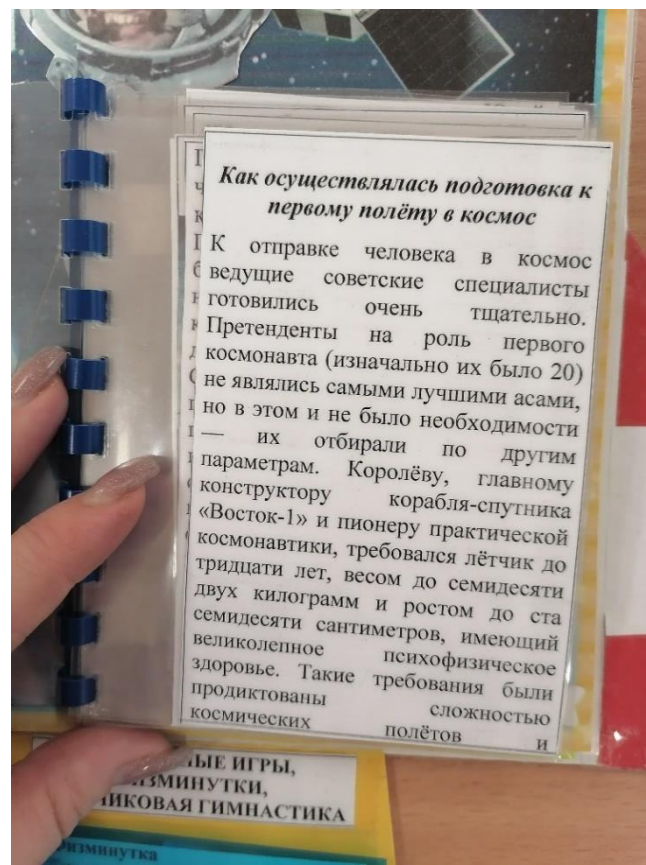 Как осуществлялась подготовка к
первому полёту в космос
К отправке человека в космос
ведущие советские специалисты
готовились очень тщательно.
Претенденты на роль первого
космонавта (изначально их было 20)
не являлись самыми лучшими асами,
но в этом и не было необходимости
— их отбирали по другим
параметрам. Королёву, главному
конструктору корабля-спутника
«Восток-1» и пионеру практической
космонавтики, требовался лётчик до
тридцати лет, весом до семидесяти
двух килограмм и ростом до ста
семидесяти сантиметров, имеющий
великолепное психофизическое
здоровье. Такие требования были
продиктованы сложностью
космических полётов и
ИГРЫ,
ГИМНАСТИКА
Физминутка